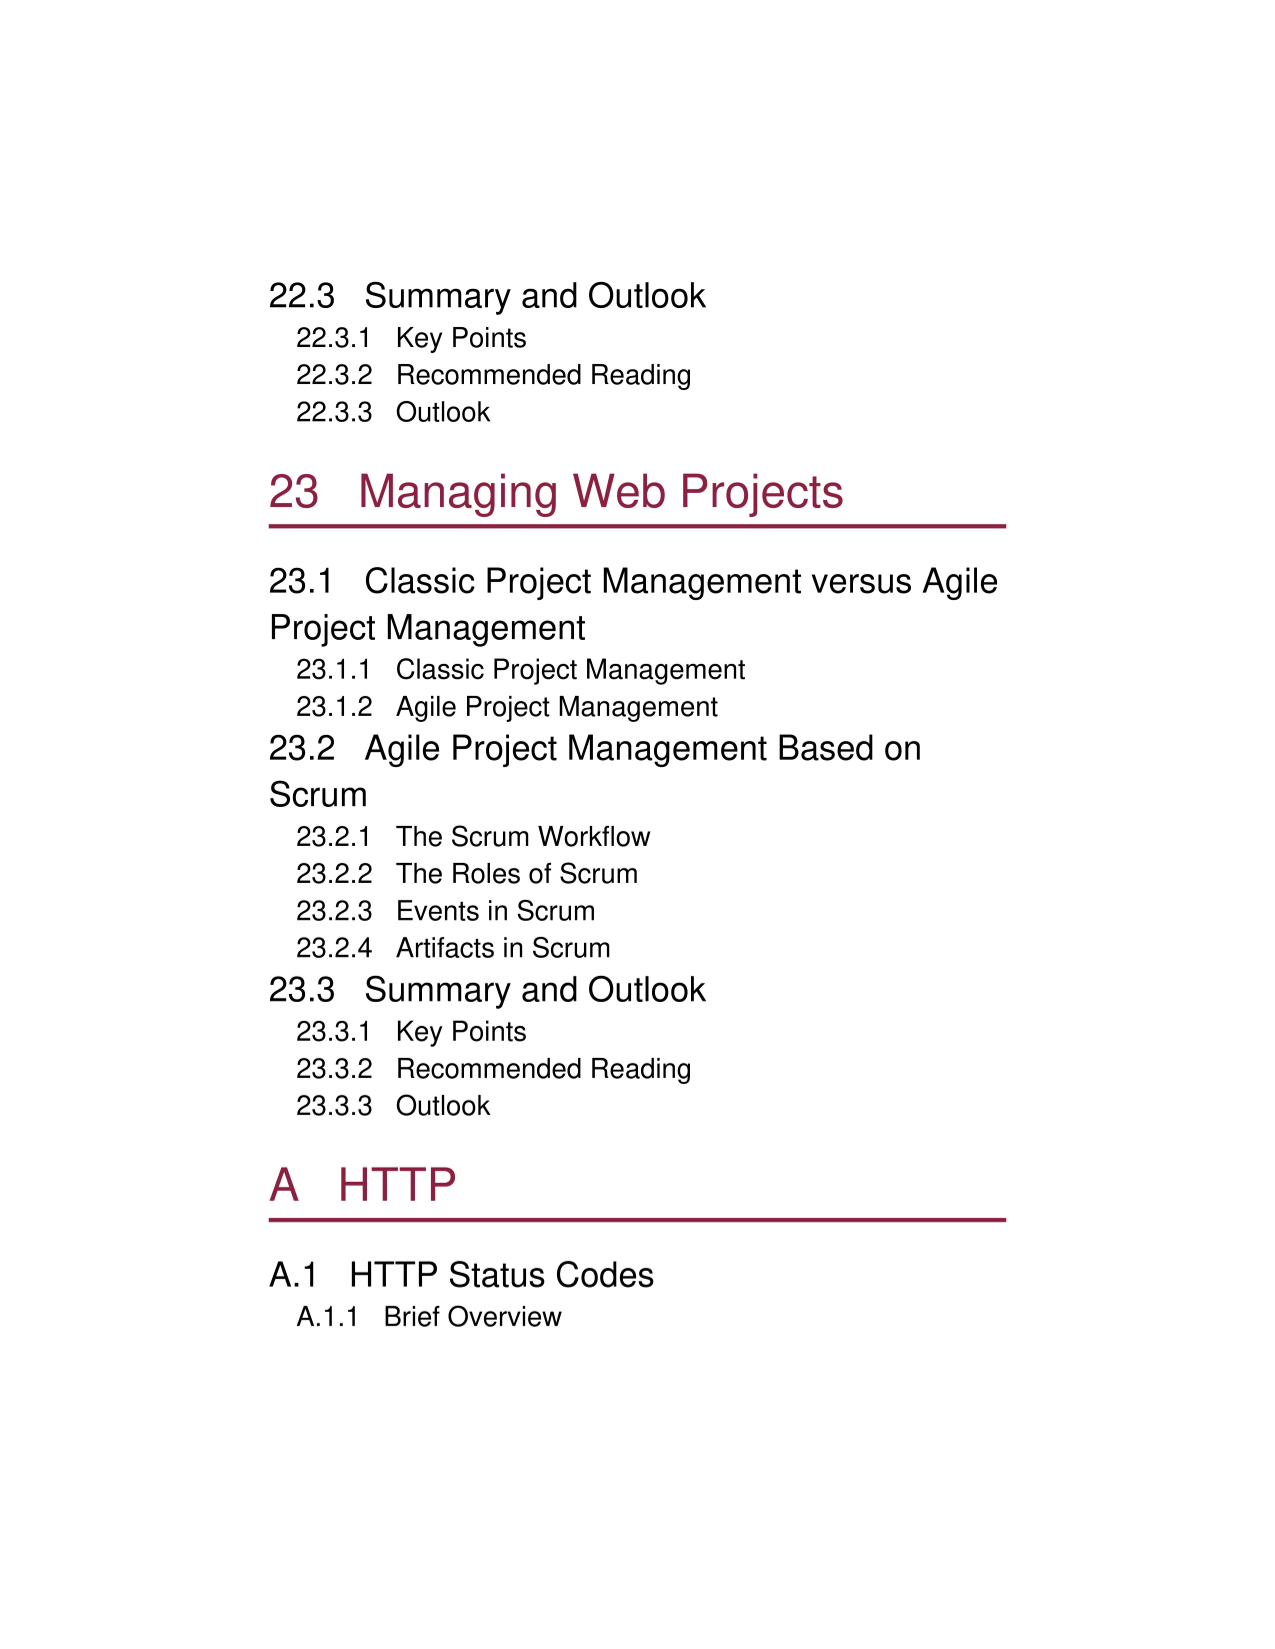 22.3 Summary and Outlook
22.3.1 Key Points
22.3.2 Recommended Reading
22.3.3 Outlook
23 Managing Web Projects
23.1 Classic Project Management versus Agile
Project Management
23.1.1 Classic Project Management
23.1.2 Agile Project Management
23.2 Agile Project Management Based on
Scrum
23.2.1 The Scrum Workflow
23.2.2 The Roles of Scrum
23.2.3 Events in Scrum
23.2.4 Artifacts in Scrum
23.3 Summary and Outlook
23.3.1 Key Points
23.3.2 Recommended Reading
23.3.3 Outlook
A HTTP
A.1 HTTP Status Codes
A.1.1 Brief Overview